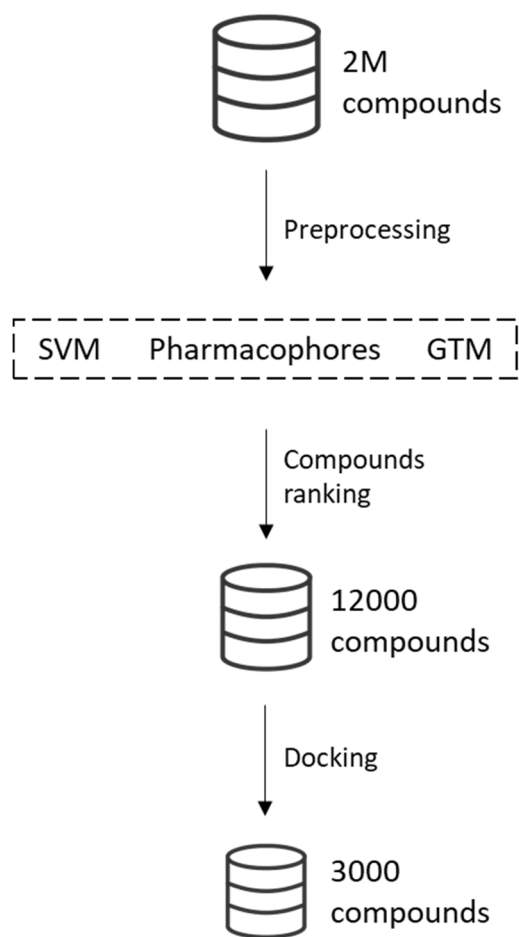 2M
compounds
Preprocessing
SVM Pharmacophores GTM
Compounds
ranking
12000
compounds
Docking
3000
compounds